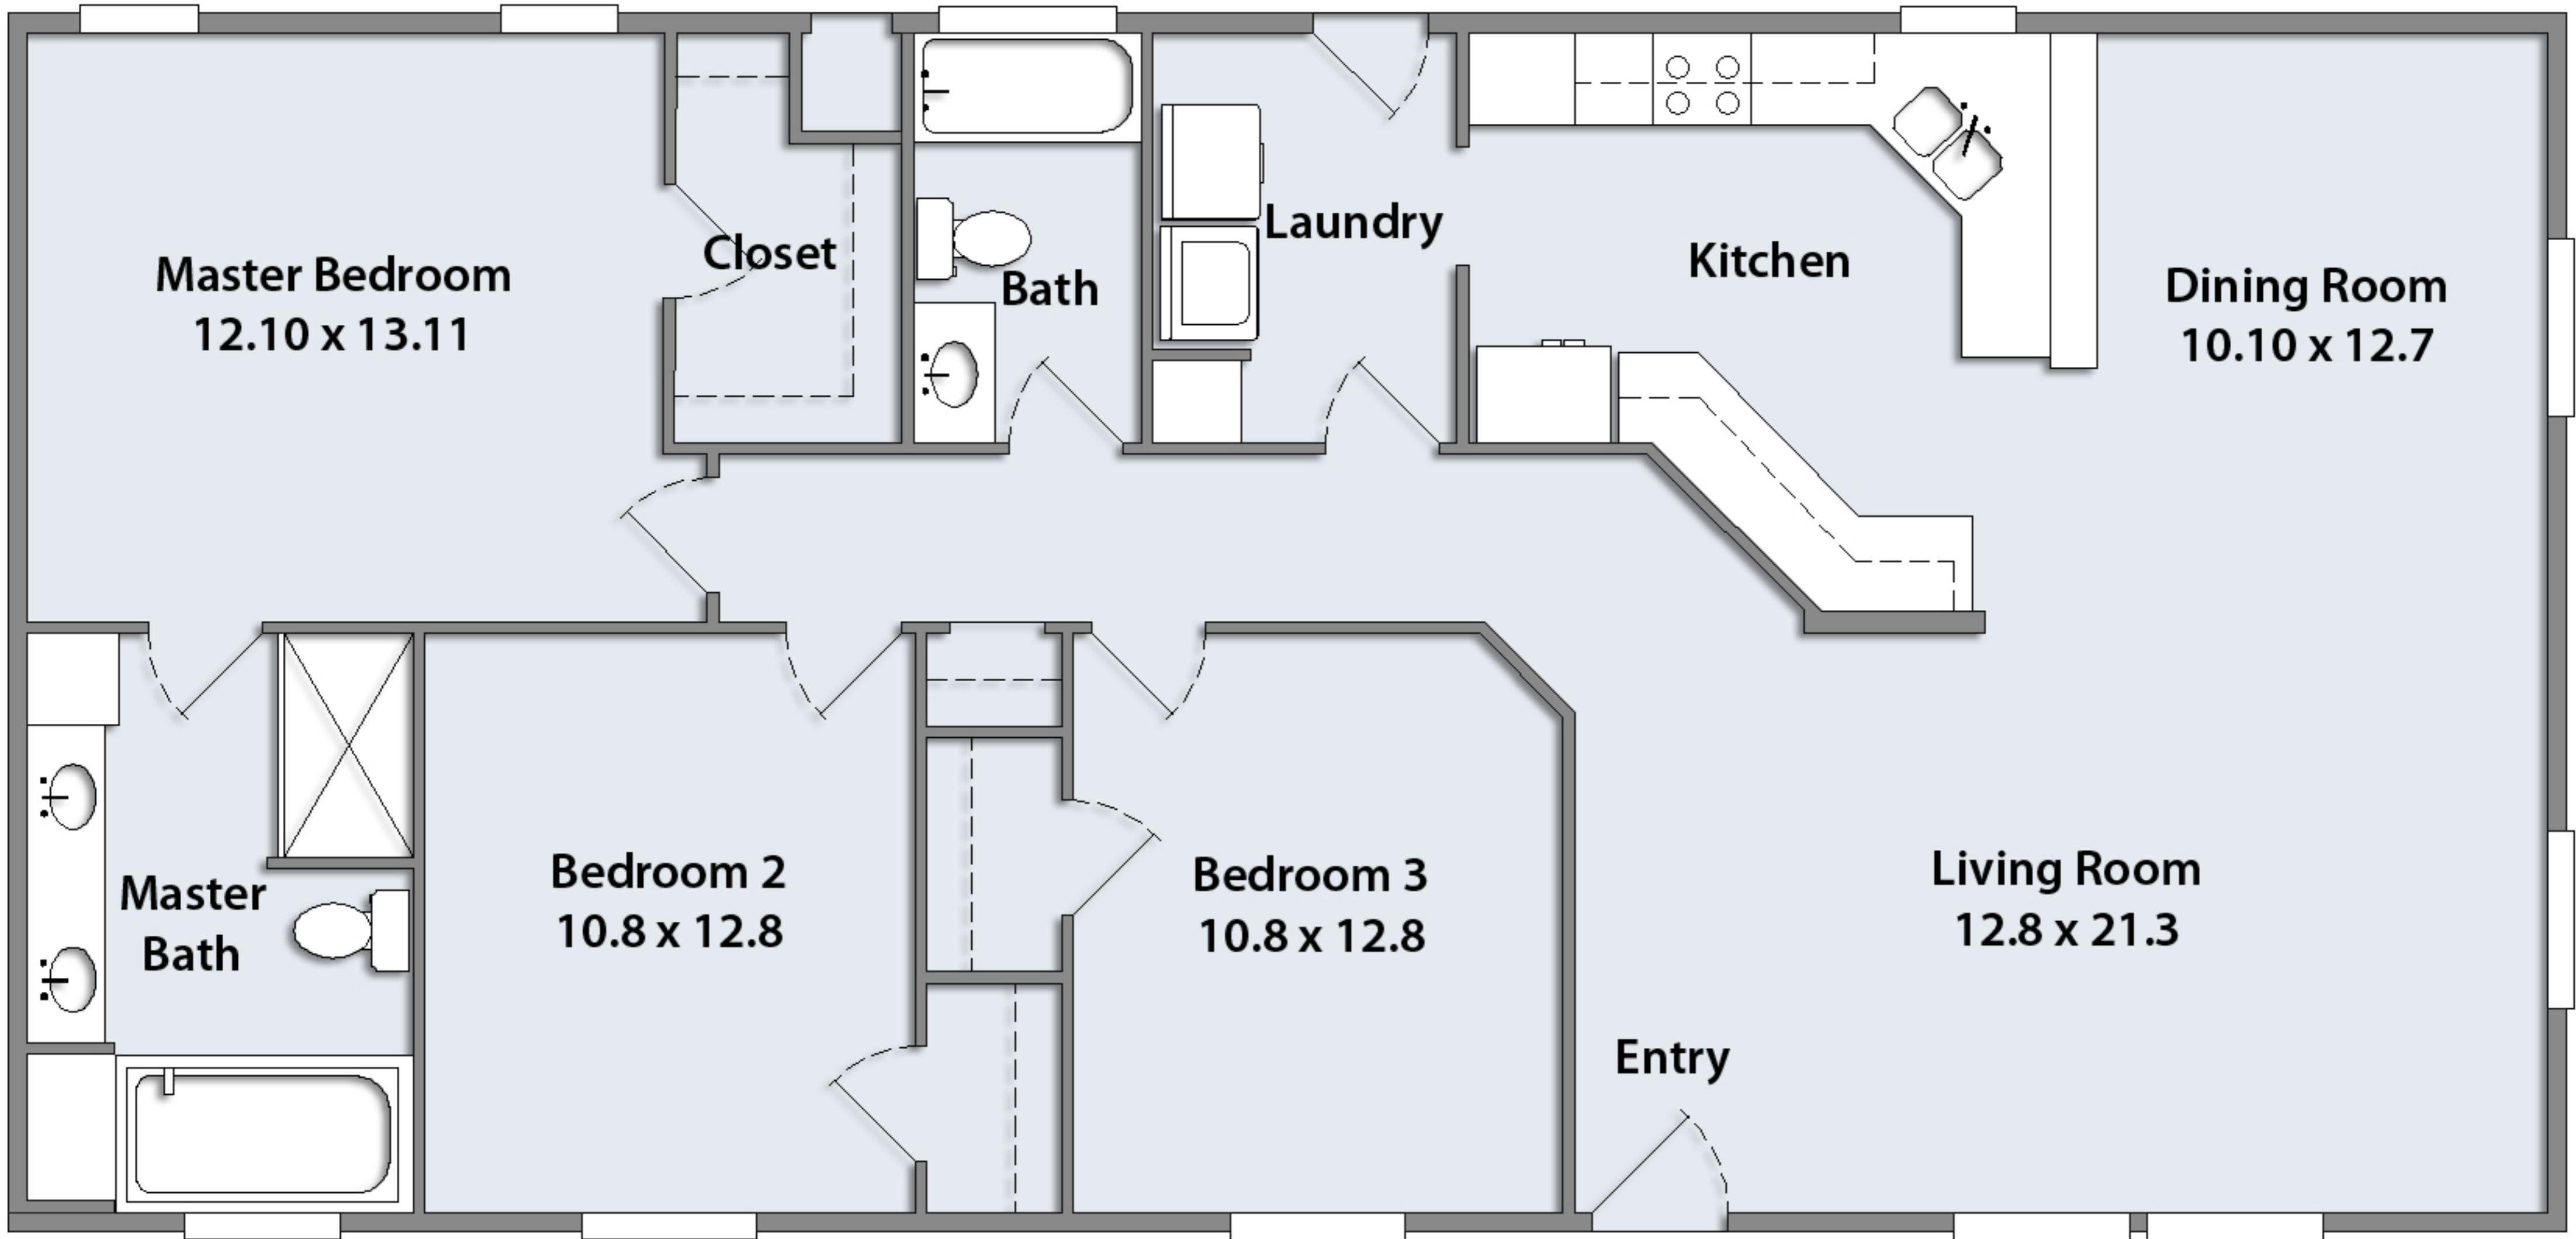 Master Bedroom
12.10 x 13.11
Closet
Bath
Laundry
Kitchen
Dining Room
10.10 x 12.7
Master
Bath
Bedroom 2
10.8 x 12.8
Bedroom 3
10.8 x 12.8
Living Room
12.8 x 21.3
Entry